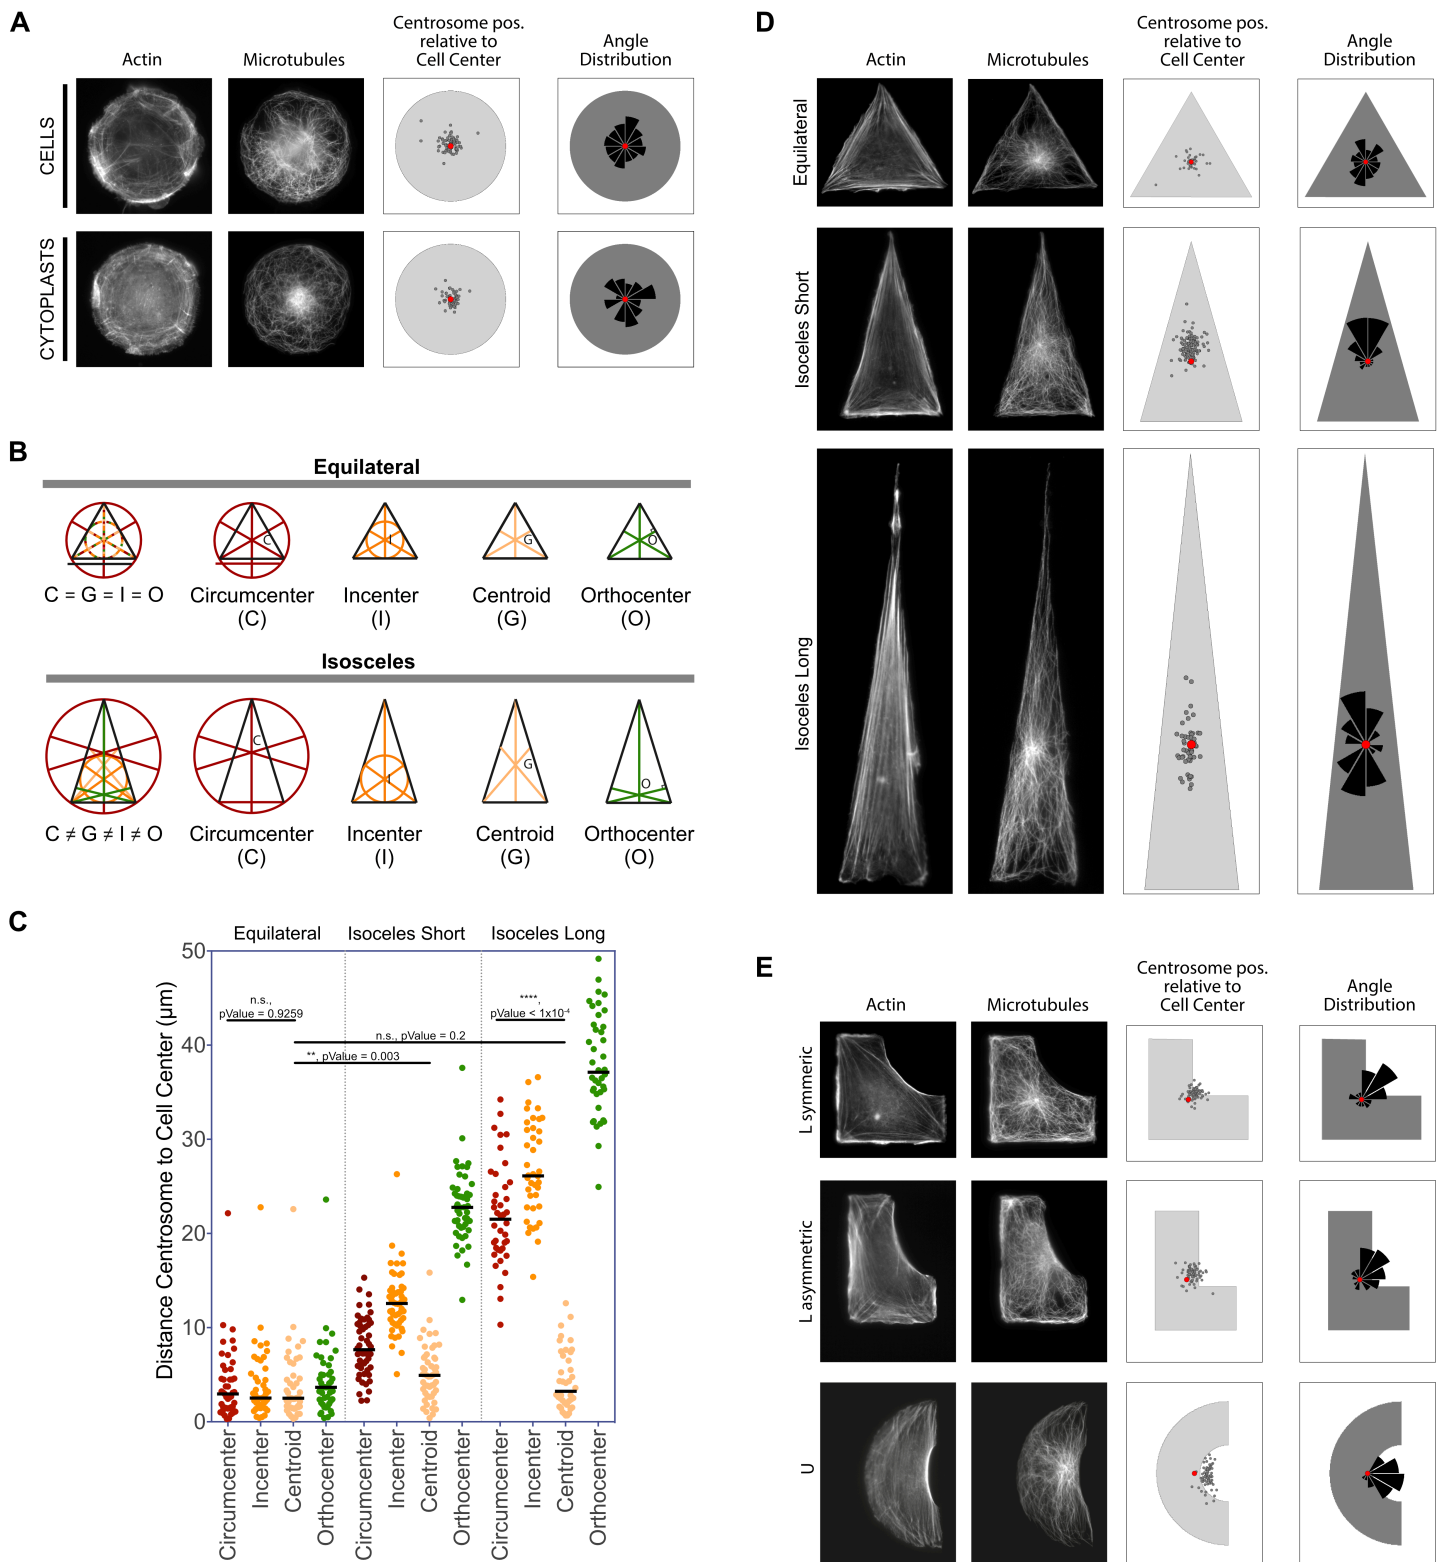 A
Actin
Microtubules
Centrosome pos.
relative to
Cell Center
Angle
Distribution
CELLS
CYTOPLASTS
B
Equilateral
C
I
G
O
C = G = I = O
Circumcenter
(C)
Incenter
(I)
Centroid
(G)
Orthocenter
(O)
Isosceles
C
I
G
O
C ≠ G ≠ I ≠ O
Circumcenter
(C)
Incenter
(I)
Centroid
(G)
Orthocenter
(O)
C
Equilateral
Isoceles Short
Isoceles Long
Distance Centrosome to Cell Center (μm)
50
40
30
20
10
0
n.s.,
pValue = 0.9259
****,
pValue < 1x10⁻⁴
n.s., pValue = 0.2
**, pValue = 0.003
Circumcenter
Incenter
Centroid
Orthocenter
Circumcenter
Incenter
Centroid
Orthocenter
Circumcenter
Incenter
Centroid
Orthocenter
D
Actin
Microtubules
Centrosome pos.
relative to
Cell Center
Angle
Distribution
Equilateral
Isoceles Short
Isoceles Long
E
Actin
Microtubules
Centrosome pos.
relative to
Cell Center
Angle
Distribution
L symmeric
L asymmetric
U